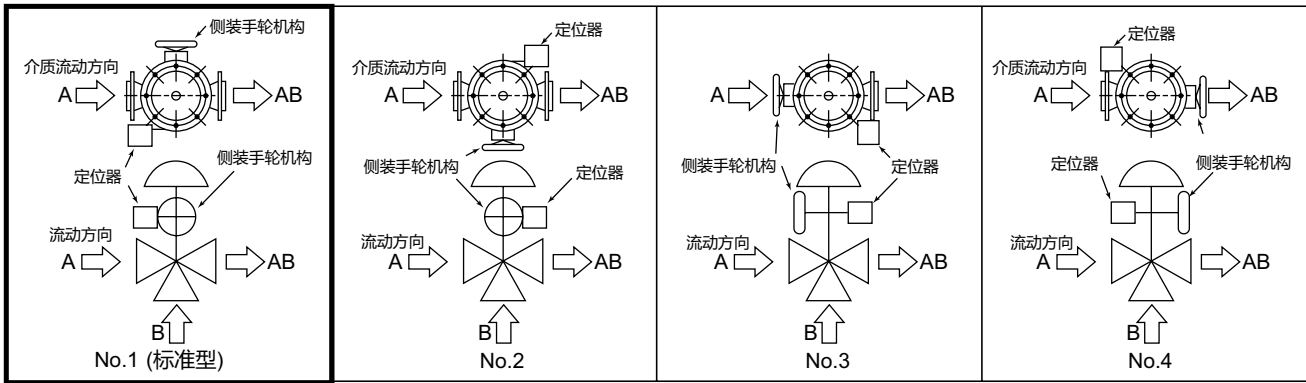 侧装手轮机构
介质流动方向
A
AB
定位器
侧装手轮机构
流动方向
A
AB
B
No.1 (标准型)
定位器
介质流动方向
A
AB
侧装手轮机构
定位器
流动方向
A
AB
B
No.2
A
AB
侧装手轮机构
定位器
流动方向
A
AB
B
No.3
定位器
介质流动方向
A
AB
定位器
侧装手轮机构
流动方向
A
AB
B
No.4